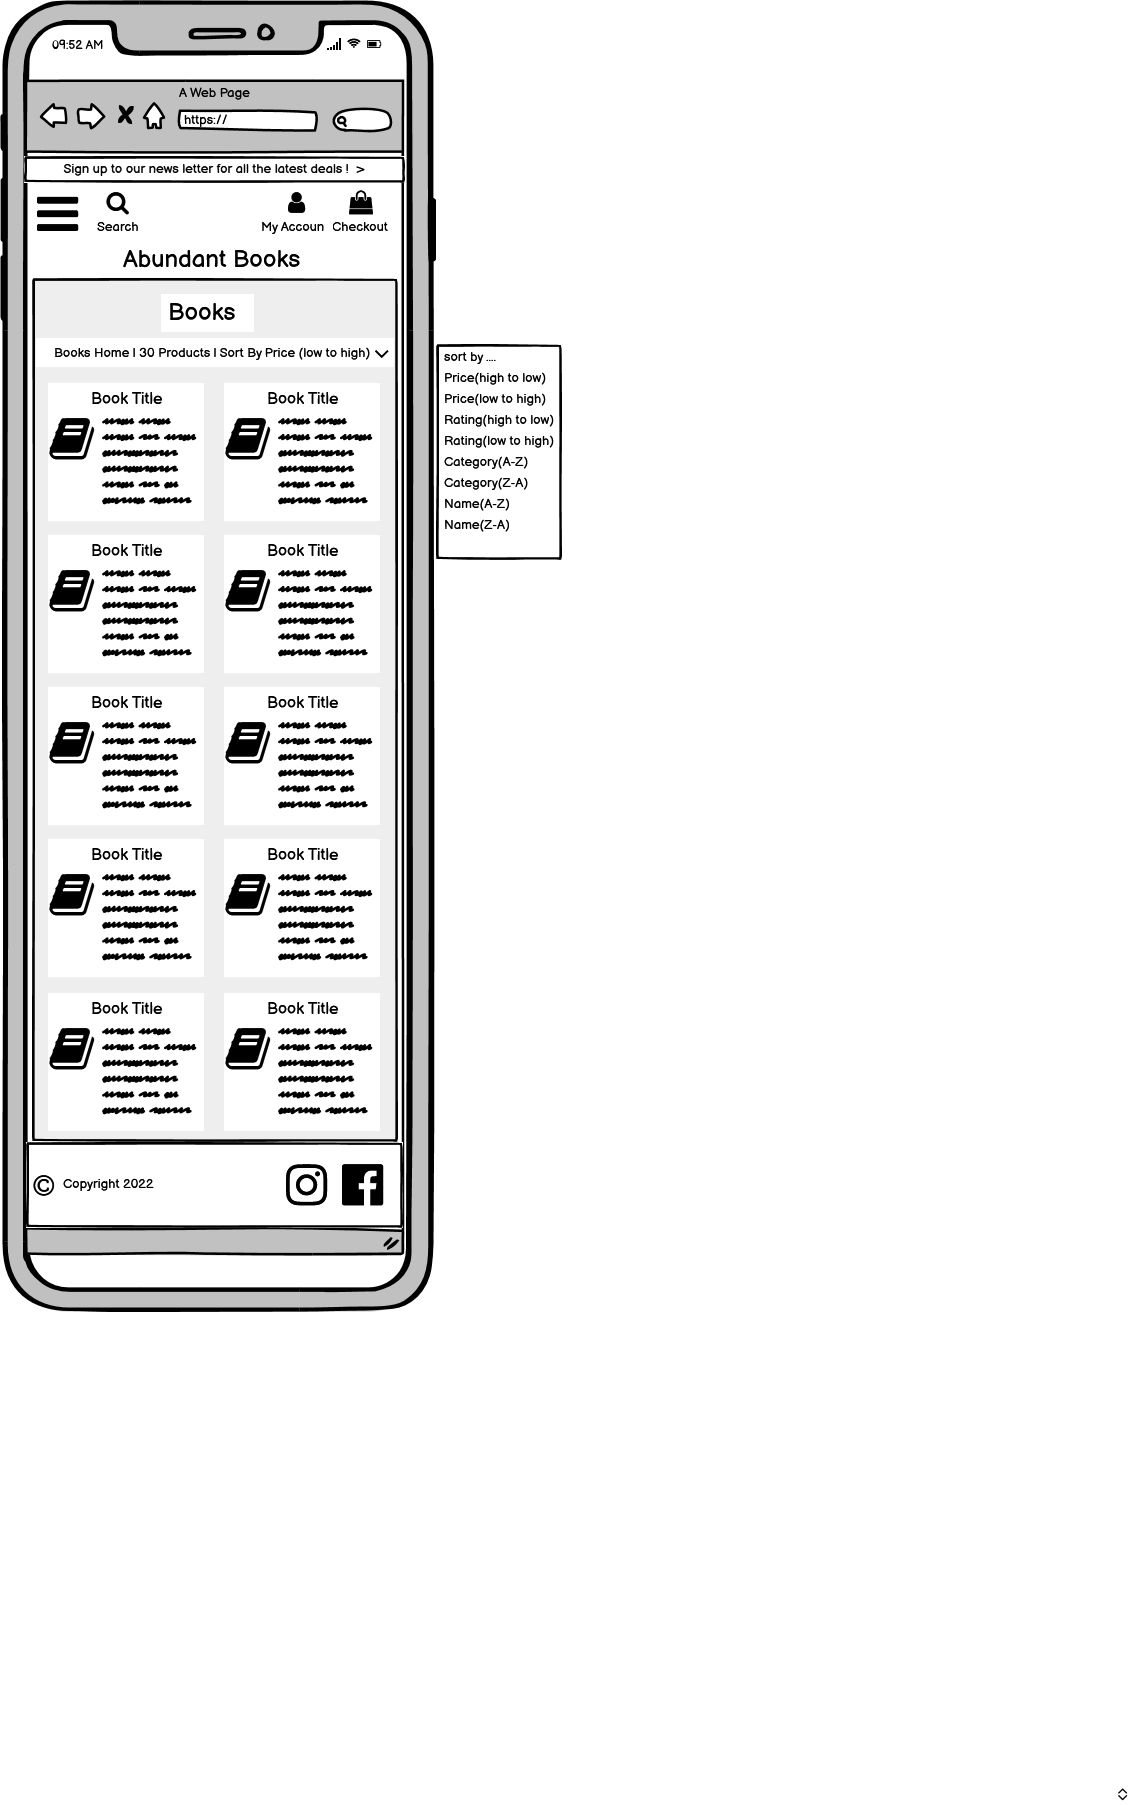 09:52 AM
A Web Page
https://
Sign up to our news letter for all the latest deals ! >
Search
My Accoun Checkout
Abundant Books
Books
Books Home I 30 Products I Sort By Price (low to high)
sort by ....
Price(high to low)
Price(low to high)
Rating(high to low)
Rating(low to high)
Category(A-Z)
Category(Z-A)
Name(A-Z)
Name(Z-A)
Book Title Book Title
Book Title Book Title
Book Title Book Title
Book Title Book Title
Book Title Book Title
© Copyright 2022